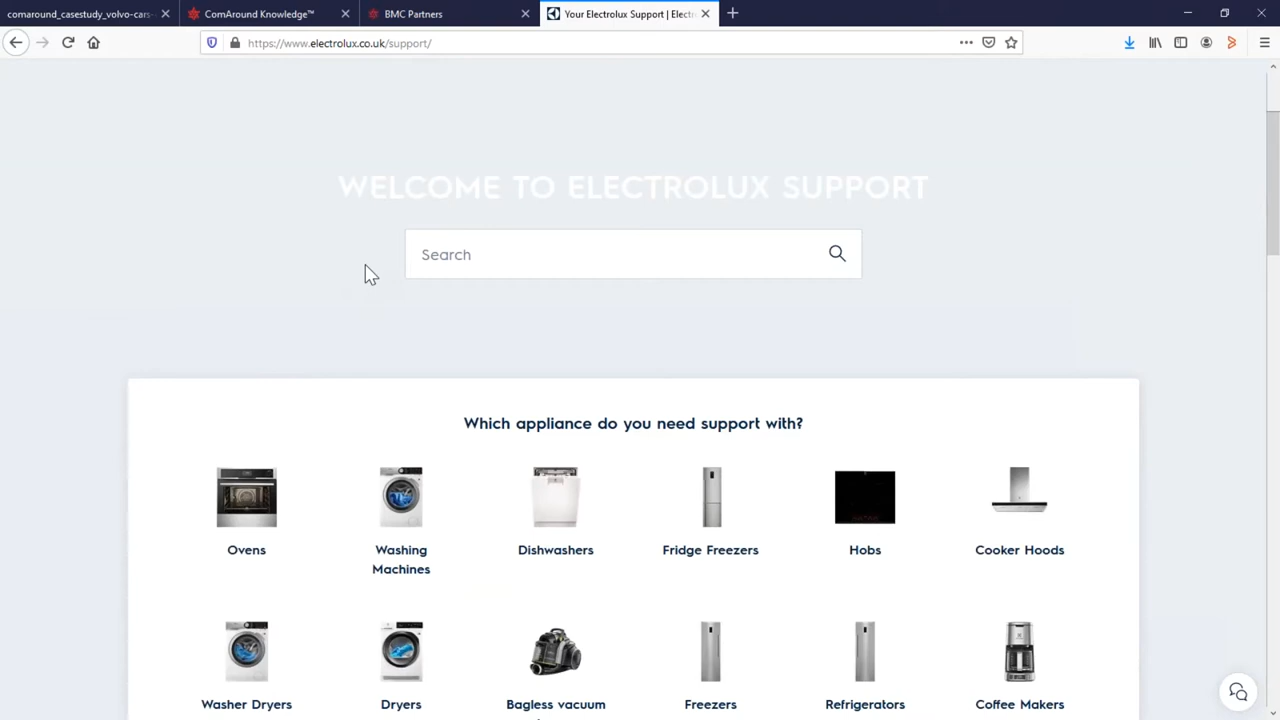 comaround_casestudy_volvo-cars-
ComAround Knowledge™
BMC Partners
Your Electrolux Support | Electr
https://www.electrolux.co.uk/support/
WELCOME TO ELECTROLUX SUPPORT
Search
Which appliance do you need support with?
Ovens
Washing
Machines
Dishwashers
Fridge Freezers
Hobs
Cooker Hoods
Washer Dryers
Dryers
Bagless vacuum
Freezers
Refrigerators
Coffee Makers